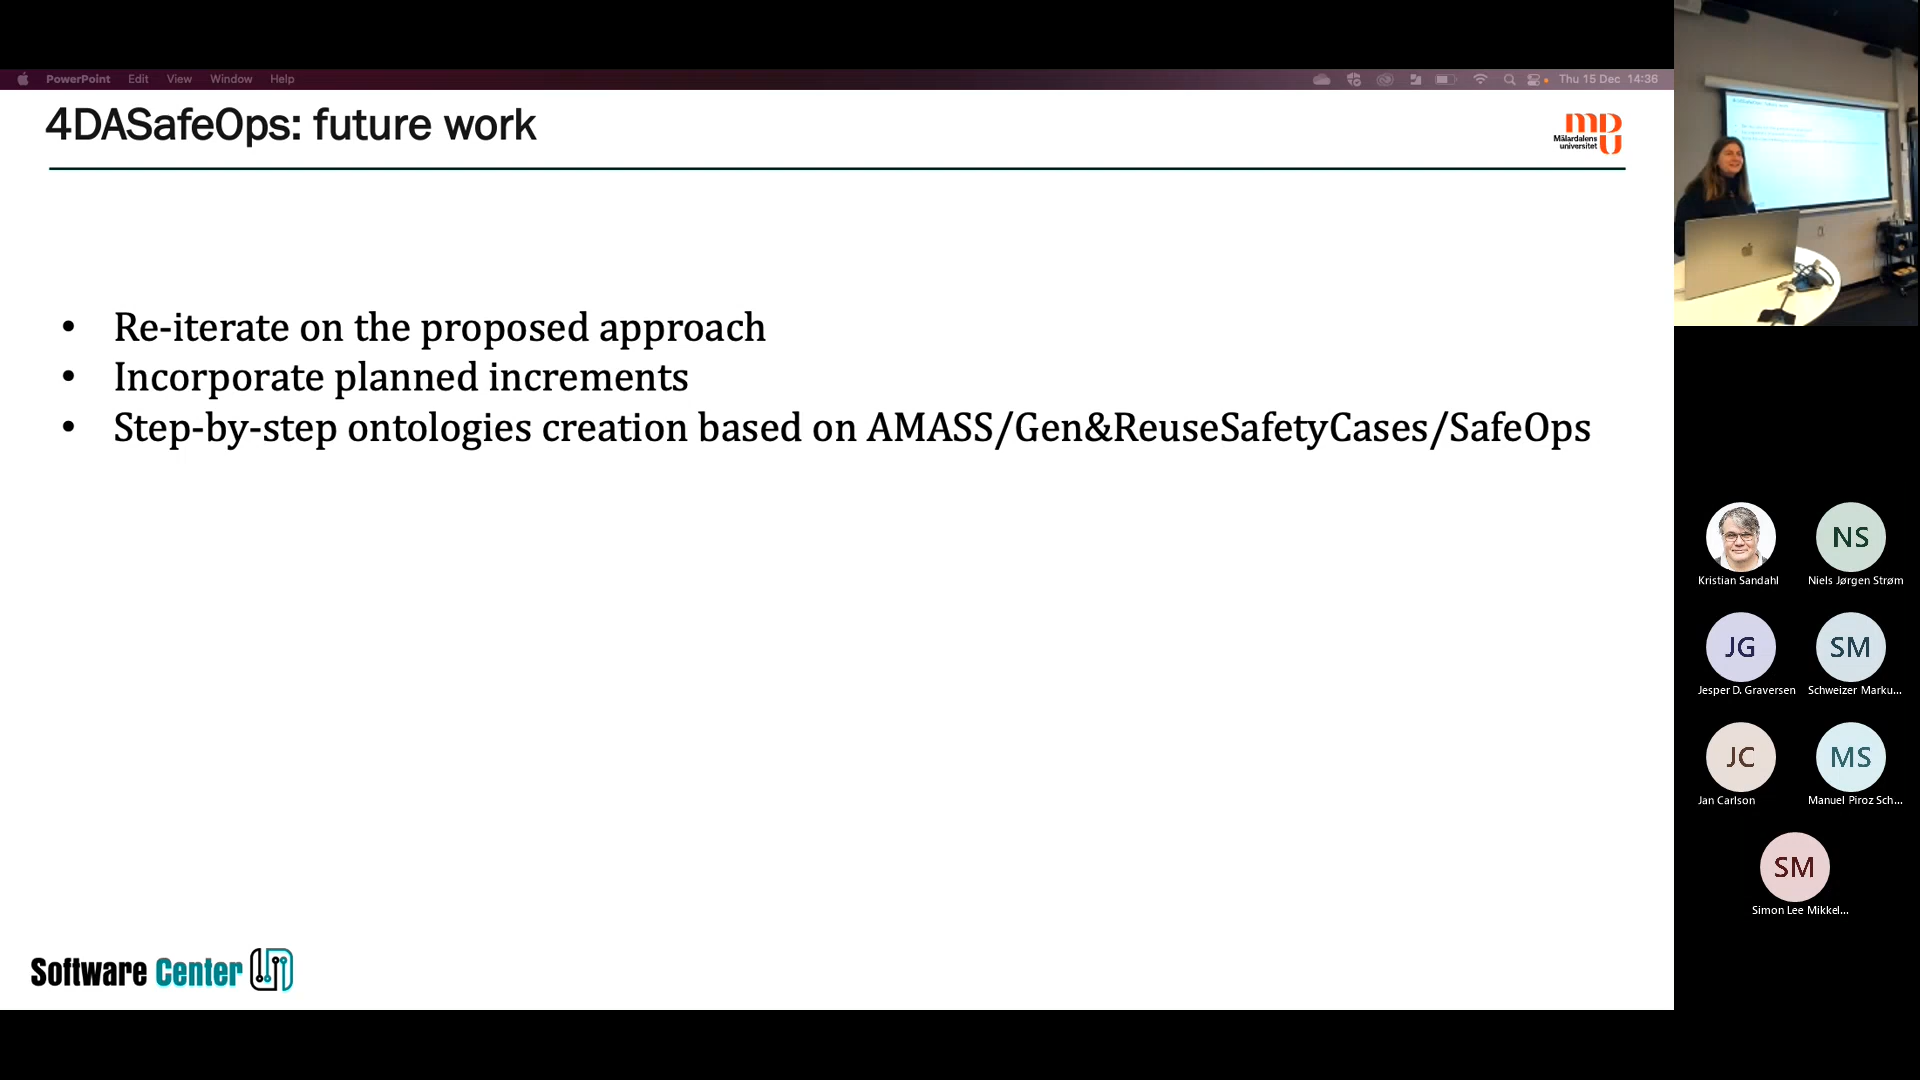 PowerPoint Edit View Window Help Thu 15 Dec 14:36
4DASafeOps: future work
mDU
Mälardalens
universitet
• Re-iterate on the proposed approach
• Incorporate planned increments
• Step-by-step ontologies creation based on AMASS/Gen&ReuseSafetyCases/SafeOps
Software Center
NS
Kristian Sandahl Niels Jørgen Strøm
JG SM
Jesper D. Graversen Schweizer Marku...
JC MS
Jan Carlson Manuel Piroz Sch...
SM
Simon Lee Mikkel...